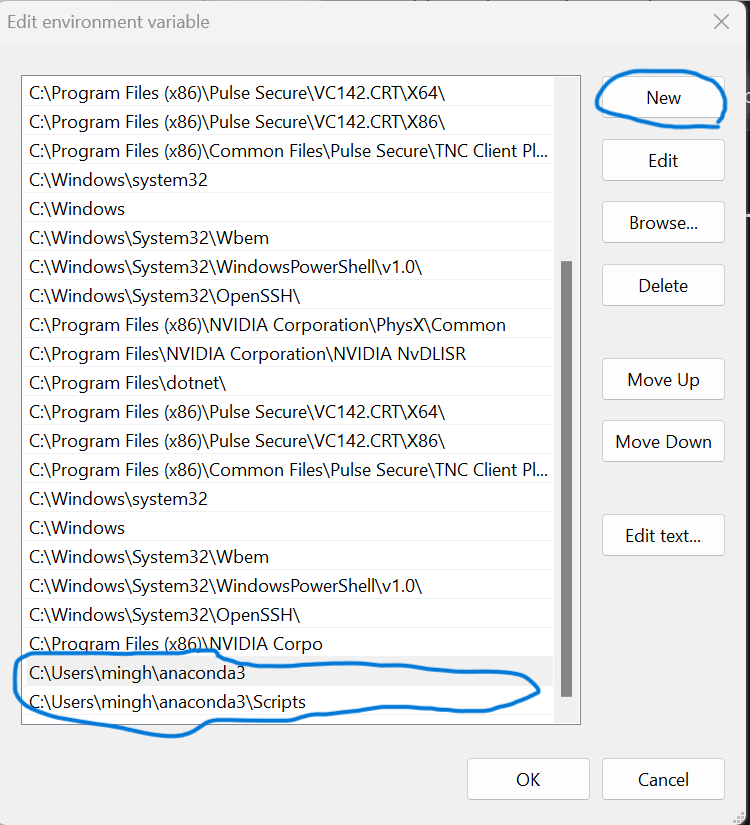 Edit environment variable
C:\Program Files (x86)\Pulse Secure\VC142.CRT\X64\
C:\Program Files (x86)\Pulse Secure\VC142.CRT\X86\
C:\Program Files (x86)\Common Files\Pulse Secure\TNC Client Pl...
C:\Windows\system32
C:\Windows
C:\Windows\System32\Wbem
C:\Windows\System32\WindowsPowerShell\v1.0\
C:\Windows\System32\OpenSSH\
C:\Program Files (x86)\NVIDIA Corporation\PhysX\Common
C:\Program Files\NVIDIA Corporation\NVIDIA NvDLISR
C:\Program Files\dotnet\
C:\Program Files (x86)\Pulse Secure\VC142.CRT\X64\
C:\Program Files (x86)\Pulse Secure\VC142.CRT\X86\
C:\Program Files (x86)\Common Files\Pulse Secure\TNC Client Pl...
C:\Windows\system32
C:\Windows
C:\Windows\System32\Wbem
C:\Windows\System32\WindowsPowerShell\v1.0\
C:\Windows\System32\OpenSSH\
C:\Program Files (x86)\NVIDIA Corpo
C:\Users\mingh\anaconda3
C:\Users\mingh\anaconda3\Scripts
New
Edit
Browse...
Delete
Move Up
Move Down
Edit text...
OK
Cancel